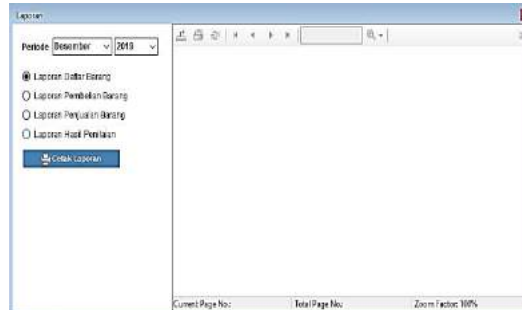 Laporan
Periode Desember 2019
Laporan Daftar Barang
Laporan Pembelian Barang
Laporan Penjualan Barang
Laporan Hasil Penilaian
Cetak Laporan
Current Page No.: Total Page No.: Zoom Factor: 100%